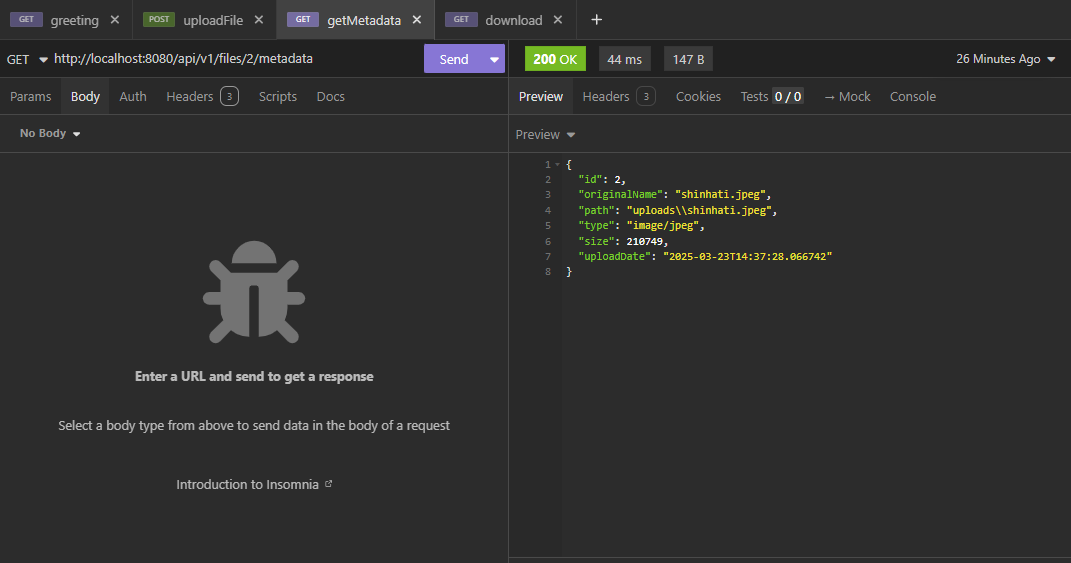 GET greeting × POST uploadFile × GET getMetadata × GET download × +
GET http://localhost:8080/api/v1/files/2/metadata Send
200 OK 44 ms 147 B 26 Minutes Ago
Params Body Auth Headers 3 Scripts Docs
Preview Headers 3 Cookies Tests 0 / 0 → Mock Console
No Body
Preview
1 {
2 "id": 2,
3 "originalName": "shinhati.jpeg",
4 "path": "uploads\\shinhati.jpeg",
5 "type": "image/jpeg",
6 "size": 210749,
7 "uploadDate": "2025-03-23T14:37:28.066742"
8 }
Enter a URL and send to get a response
Select a body type from above to send data in the body of a request
Introduction to Insomnia